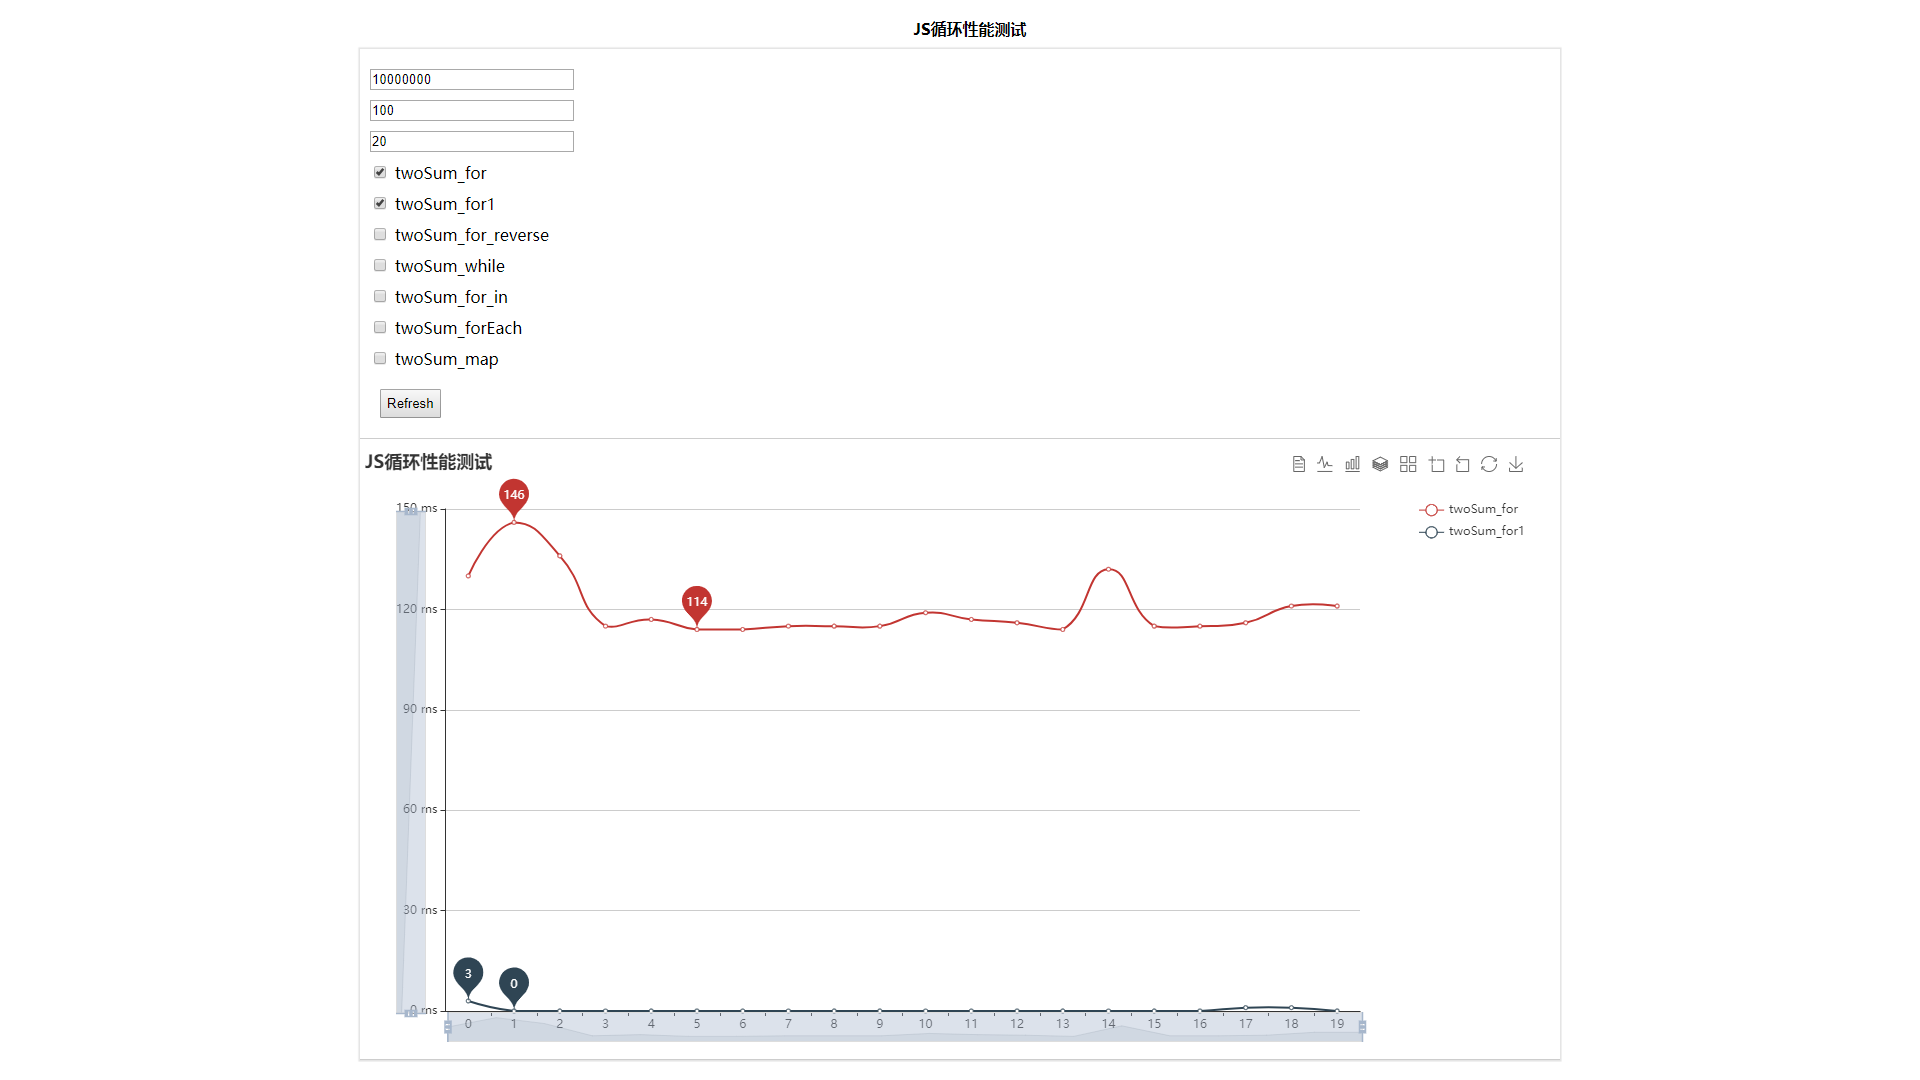 JS循环性能测试
10000000
100
20
twoSum_for
twoSum_for1
twoSum_for_reverse
twoSum_while
twoSum_for_in
twoSum_forEach
twoSum_map
Refresh
JS循环性能测试
twoSum_for
twoSum_for1
150 ms
120 ms
90 ms
60 ms
30 ms
0 ms
146
114
3
0
0 1 2 3 4 5 6 7 8 9 10 11 12 13 14 15 16 17 18 19